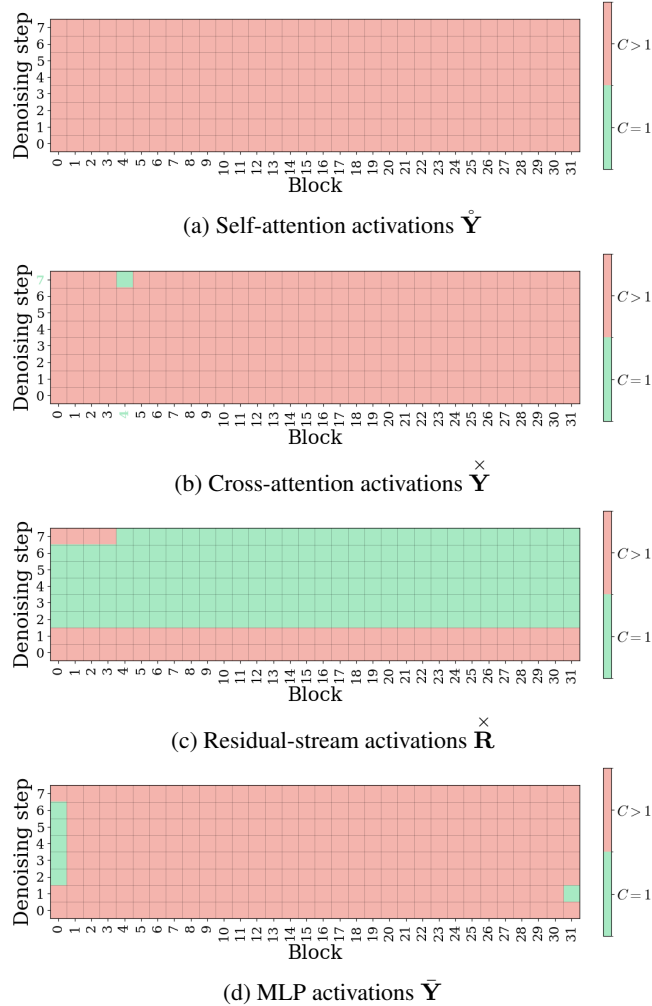 Denoising step
7
6
5
4
3
2
1
0
0 1 2 3 4 5 6 7 8 9 10 11 12 13 14 15 16 17 18 19 20 21 22 23 24 25 26 27 28 29 30 31
Block
C > 1
C = 1
(a) Self-attention activations Y̊
Denoising step
7
6
5
4
3
2
1
0
0 1 2 3 4 5 6 7 8 9 10 11 12 13 14 15 16 17 18 19 20 21 22 23 24 25 26 27 28 29 30 31
Block
C > 1
C = 1
(b) Cross-attention activations Y̽
Denoising step
7
6
5
4
3
2
1
0
0 1 2 3 4 5 6 7 8 9 10 11 12 13 14 15 16 17 18 19 20 21 22 23 24 25 26 27 28 29 30 31
Block
C > 1
C = 1
(c) Residual-stream activations R̽
Denoising step
7
6
5
4
3
2
1
0
0 1 2 3 4 5 6 7 8 9 10 11 12 13 14 15 16 17 18 19 20 21 22 23 24 25 26 27 28 29 30 31
Block
C > 1
C = 1
(d) MLP activations Ȳ